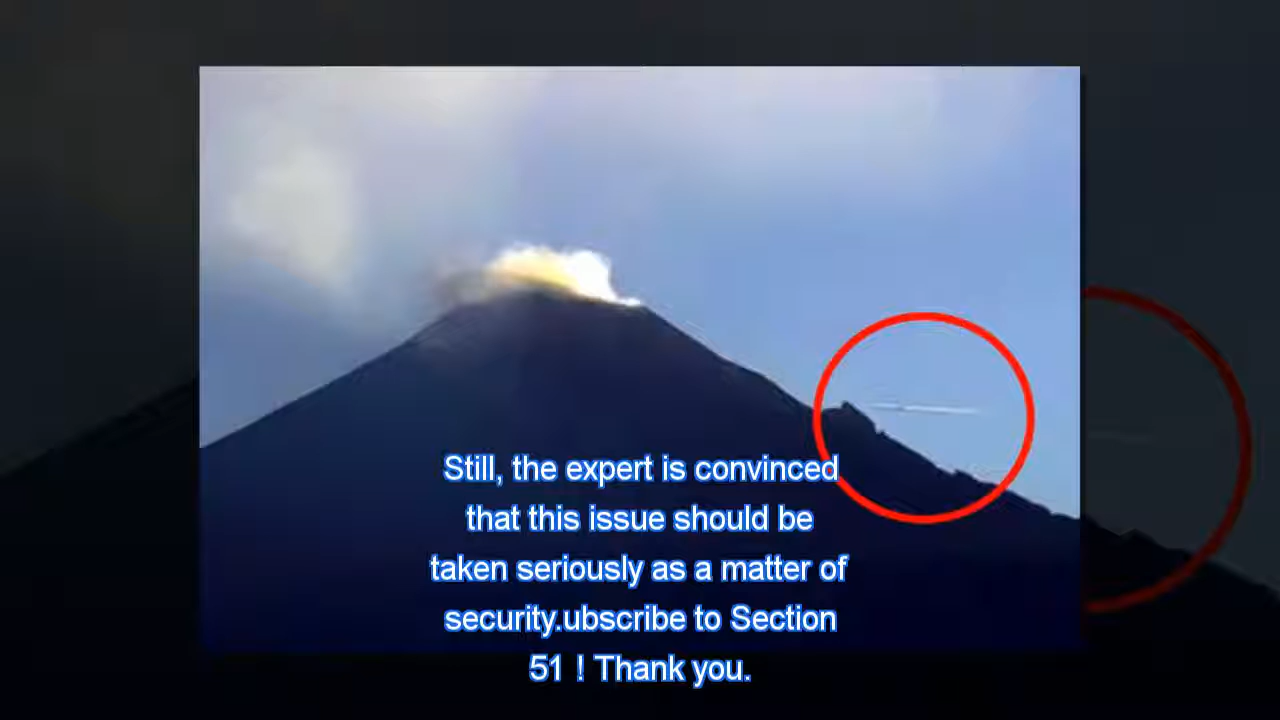 Still, the expert is convinced
that this issue should be
taken seriously as a matter of
security.ubscribe to Section
51 ! Thank you.